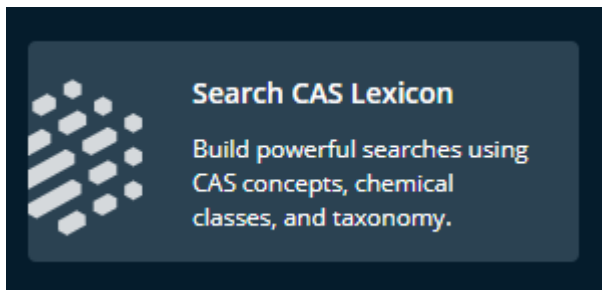 Search CAS Lexicon
Build powerful searches using
CAS concepts, chemical
classes, and taxonomy.